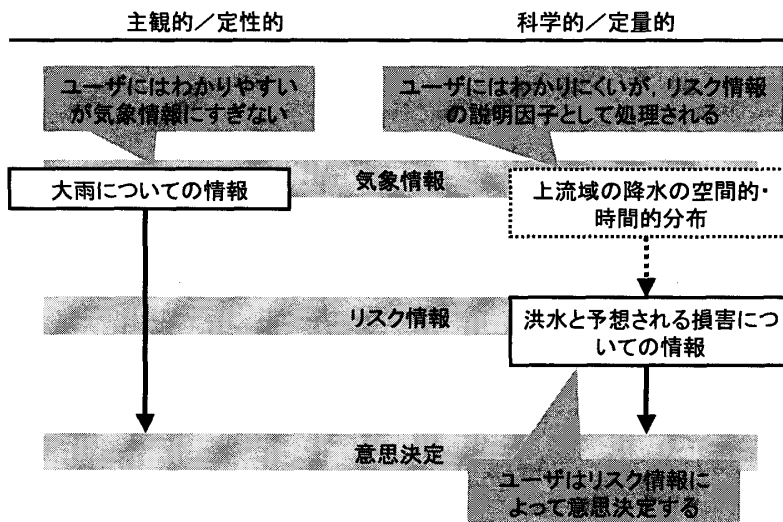 主観的／定性的
科学的／定量的
ユーザにはわかりやすい
が気象情報にすぎない
ユーザにはわかりにくいが，リスク情報
の説明因子として処理される
大雨についての情報
気象情報
上流域の降水の空間的・
時間的分布
リスク情報
洪水と予想される損害につ
いての情報
意思決定
ユーザはリスク情報に
よって意思決定する